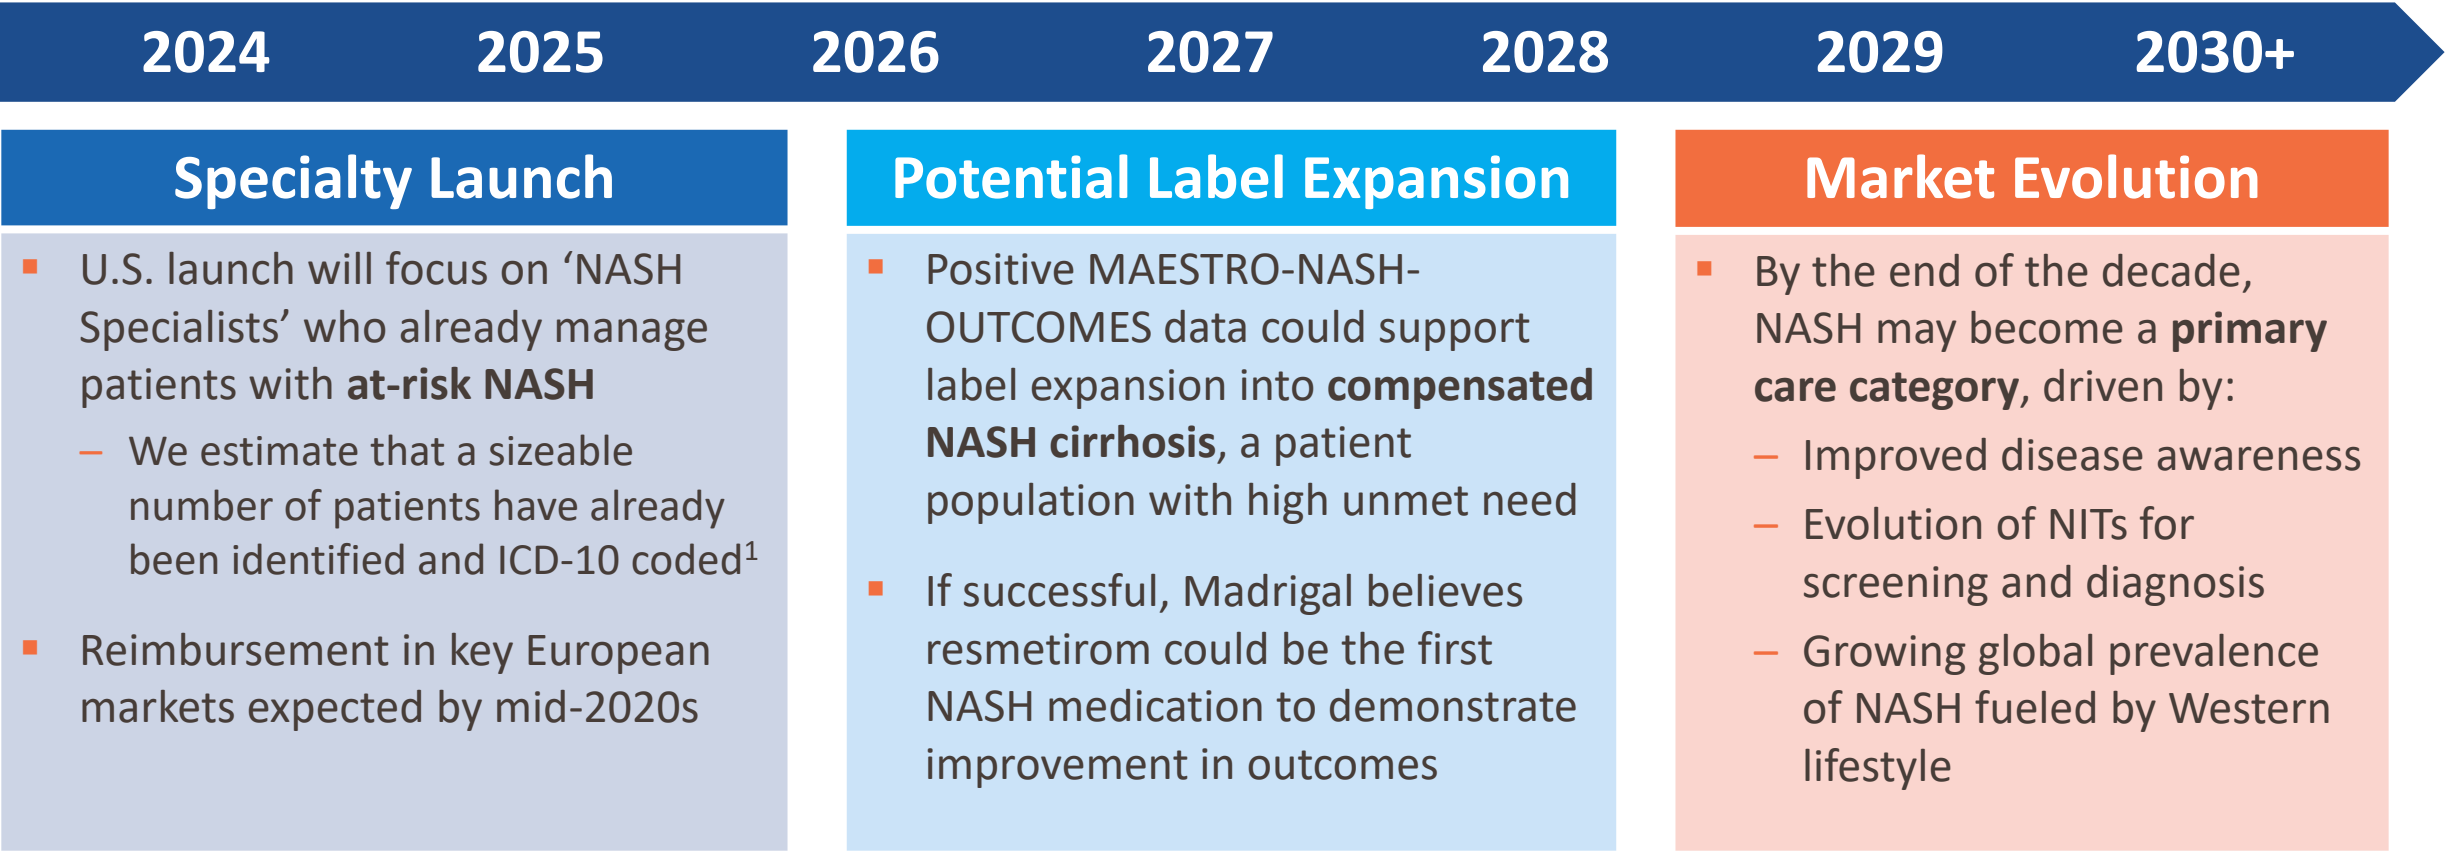 2024 2025 2026 2027 2028 2029 2030+
Specialty Launch
▪ U.S. launch will focus on ‘NASH
Specialists’ who already manage
patients with at-risk NASH
– We estimate that a sizeable
number of patients have already
been identified and ICD-10 coded¹
▪ Reimbursement in key European
markets expected by mid-2020s
Potential Label Expansion
▪ Positive MAESTRO-NASH-
OUTCOMES data could support
label expansion into compensated
NASH cirrhosis, a patient
population with high unmet need
▪ If successful, Madrigal believes
resmetirom could be the first
NASH medication to demonstrate
improvement in outcomes
Market Evolution
▪ By the end of the decade,
NASH may become a primary
care category, driven by:
– Improved disease awareness
– Evolution of NITs for
screening and diagnosis
– Growing global prevalence
of NASH fueled by Western
lifestyle